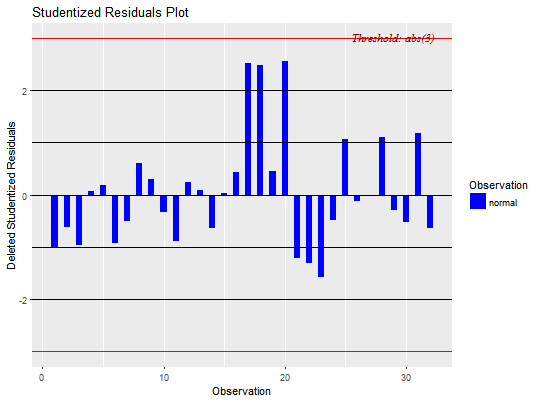 Studentized Residuals Plot
Threshold: abs(3)
2
0
-2
Deleted Studentized Residuals
0 10 20 30
Observation
Observation
normal